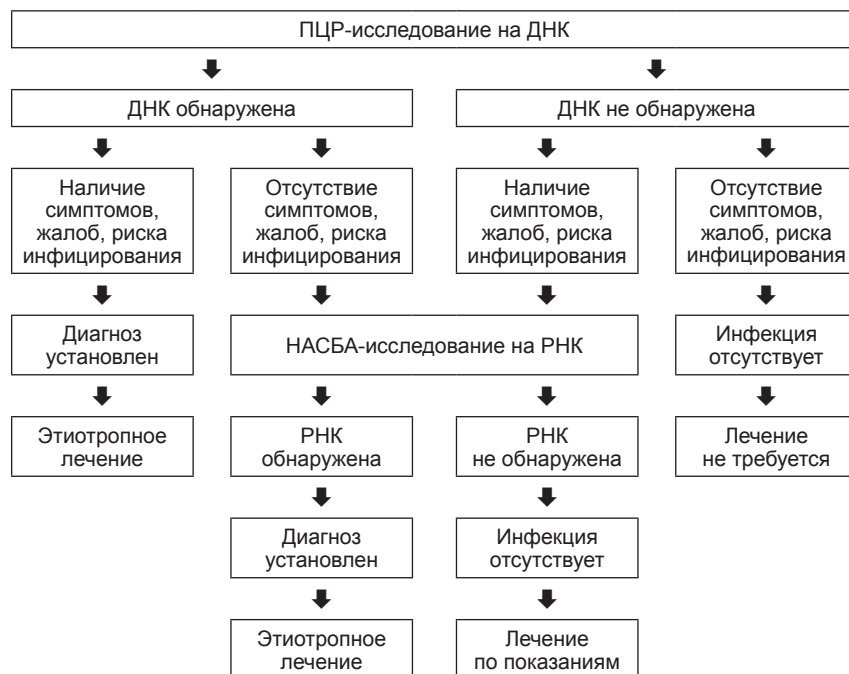 ПЦР-исследование на ДНК
ДНК обнаружена
ДНК не обнаружена
Наличие
симптомов,
жалоб, риска
инфицирования
Отсутствие
симптомов,
жалоб, риска
инфицирования
Наличие
симптомов,
жалоб, риска
инфицирования
Отсутствие
симптомов,
жалоб, риска
инфицирования
Диагноз
установлен
НАСБА-исследование на РНК
Инфекция
отсутствует
Этиотропное
лечение
РНК
обнаружена
РНК
не обнаружена
Лечение
не требуется
Диагноз
установлен
Инфекция
отсутствует
Этиотропное
лечение
Лечение
по показаниям